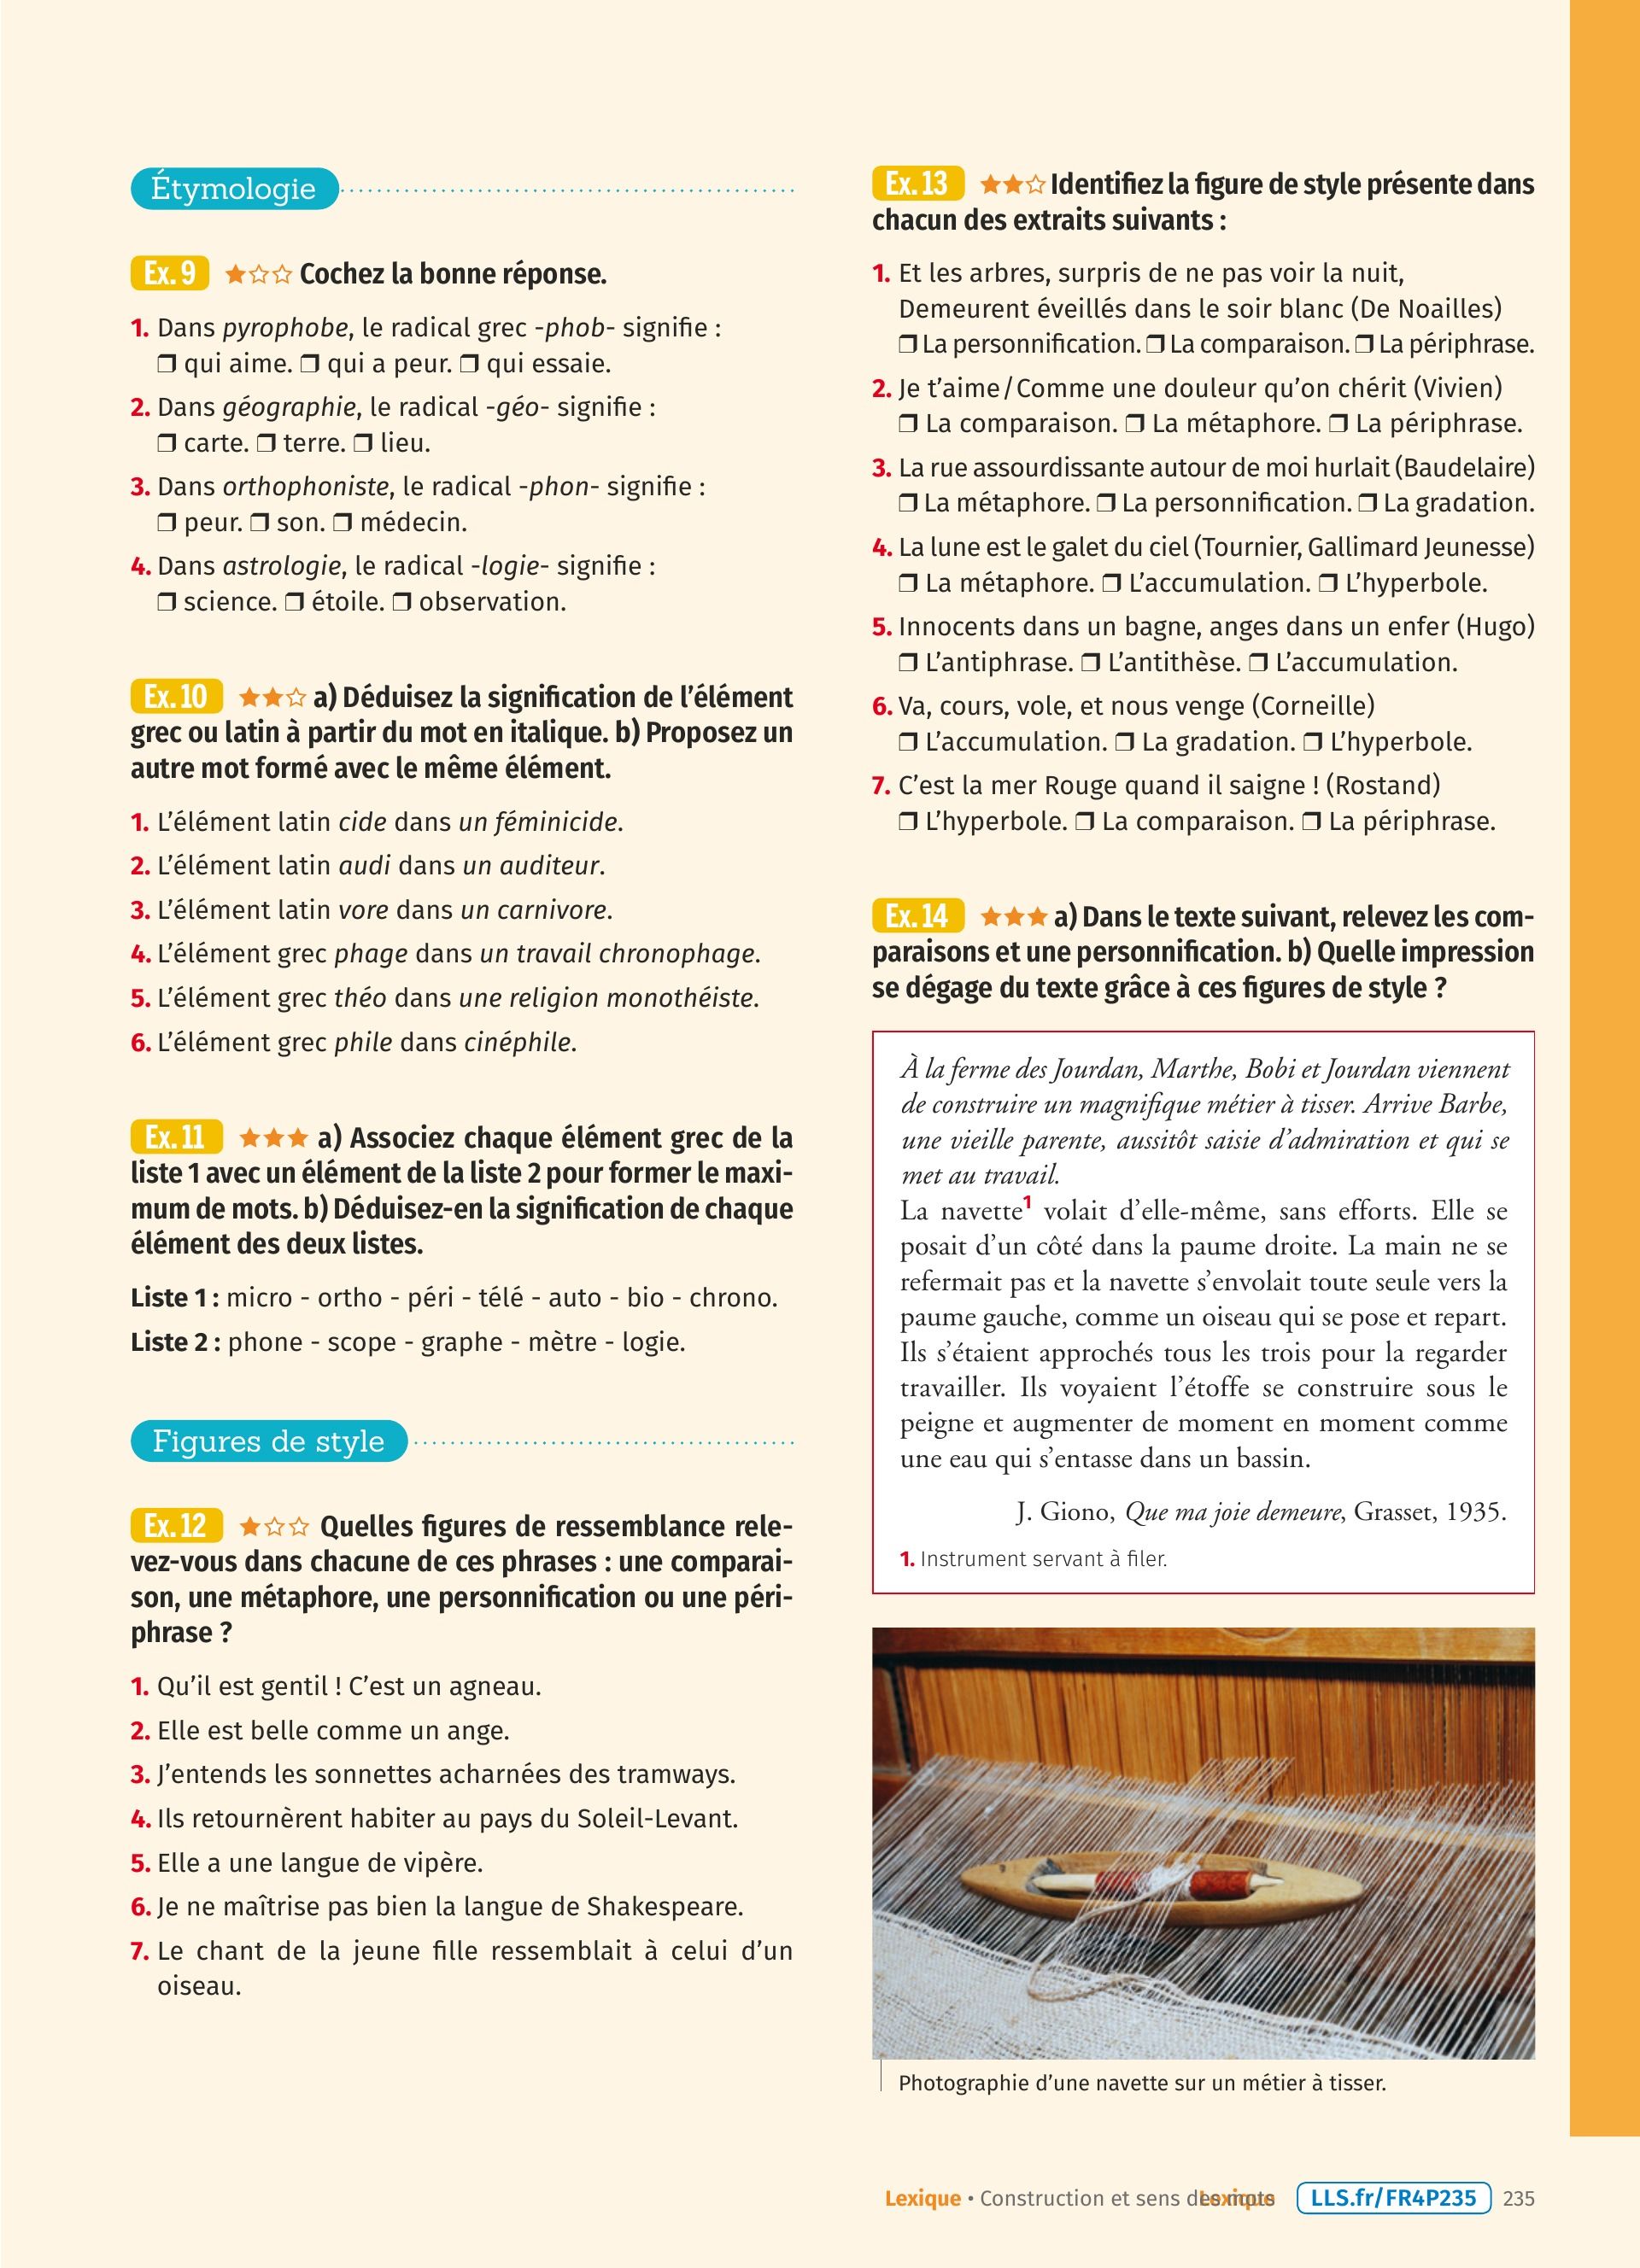 Étymologie
Ex. 9 ★☆☆ Cochez la bonne réponse.
1. Dans pyrophobe, le radical grec -phob- signifie :
❒ qui aime. ❒ qui a peur. ❒ qui essaie.
2. Dans géographie, le radical -géo- signifie :
❒ carte. ❒ terre. ❒ lieu.
3. Dans orthophoniste, le radical -phon- signifie :
❒ peur. ❒ son. ❒ médecin.
4. Dans astrologie, le radical -logie- signifie :
❒ science. ❒ étoile. ❒ observation.
Ex. 10 ★★☆ a) Déduisez la signification de l’élément
grec ou latin à partir du mot en italique. b) Proposez un
autre mot formé avec le même élément.
1. L’élément latin cide dans un féminicide.
2. L’élément latin audi dans un auditeur.
3. L’élément latin vore dans un carnivore.
4. L’élément grec phage dans un travail chronophage.
5. L’élément grec théo dans une religion monothéiste.
6. L’élément grec phile dans cinéphile.
Ex. 11 ★★★ a) Associez chaque élément grec de la
liste 1 avec un élément de la liste 2 pour former le maxi-
mum de mots. b) Déduisez-en la signification de chaque
élément des deux listes.
Liste 1 : micro - ortho - péri - télé - auto - bio - chrono.
Liste 2 : phone - scope - graphe - mètre - logie.
Figures de style
Ex. 12 ★☆☆ Quelles figures de ressemblance rele-
vez-vous dans chacune de ces phrases : une comparai-
son, une métaphore, une personnification ou une péri-
phrase ?
1. Qu’il est gentil ! C’est un agneau.
2. Elle est belle comme un ange.
3. J’entends les sonnettes acharnées des tramways.
4. Ils retournèrent habiter au pays du Soleil-Levant.
5. Elle a une langue de vipère.
6. Je ne maîtrise pas bien la langue de Shakespeare.
7. Le chant de la jeune fille ressemblait à celui d’un
oiseau.
Ex. 13 ★★☆ Identifiez la figure de style présente dans
chacun des extraits suivants :
1. Et les arbres, surpris de ne pas voir la nuit,
Demeurent éveillés dans le soir blanc (De Noailles)
❒ La personnification. ❒ La comparaison. ❒ La périphrase.
2. Je t’aime / Comme une douleur qu’on chérit (Vivien)
❒ La comparaison. ❒ La métaphore. ❒ La périphrase.
3. La rue assourdissante autour de moi hurlait (Baudelaire)
❒ La métaphore. ❒ La personnification. ❒ La gradation.
4. La lune est le galet du ciel (Tournier, Gallimard Jeunesse)
❒ La métaphore. ❒ L’accumulation. ❒ L’hyperbole.
5. Innocents dans un bagne, anges dans un enfer (Hugo)
❒ L’antiphrase. ❒ L’antithèse. ❒ L’accumulation.
6. Va, cours, vole, et nous venge (Corneille)
❒ L’accumulation. ❒ La gradation. ❒ L’hyperbole.
7. C’est la mer Rouge quand il saigne ! (Rostand)
❒ L’hyperbole. ❒ La comparaison. ❒ La périphrase.
Ex. 14 ★★★ a) Dans le texte suivant, relevez les com-
paraisons et une personnification. b) Quelle impression
se dégage du texte grâce à ces figures de style ?
À la ferme des Jourdan, Marthe, Bobi et Jourdan viennent
de construire un magnifique métier à tisser. Arrive Barbe,
une vieille parente, aussitôt saisie d’admiration et qui se
met au travail.
La navette1 volait d’elle-même, sans efforts. Elle se
posait d’un côté dans la paume droite. La main ne se
refermait pas et la navette s’envolait toute seule vers la
paume gauche, comme un oiseau qui se pose et repart.
Ils s’étaient approchés tous les trois pour la regarder
travailler. Ils voyaient l’étoffe se construire sous le
peigne et augmenter de moment en moment comme
une eau qui s’entasse dans un bassin.
J. Giono, Que ma joie demeure, Grasset, 1935.
1. Instrument servant à filer.
Photographie d’une navette sur un métier à tisser.
Lexique • Construction et sens des mots Lexique LLS.fr/FR4P235 235